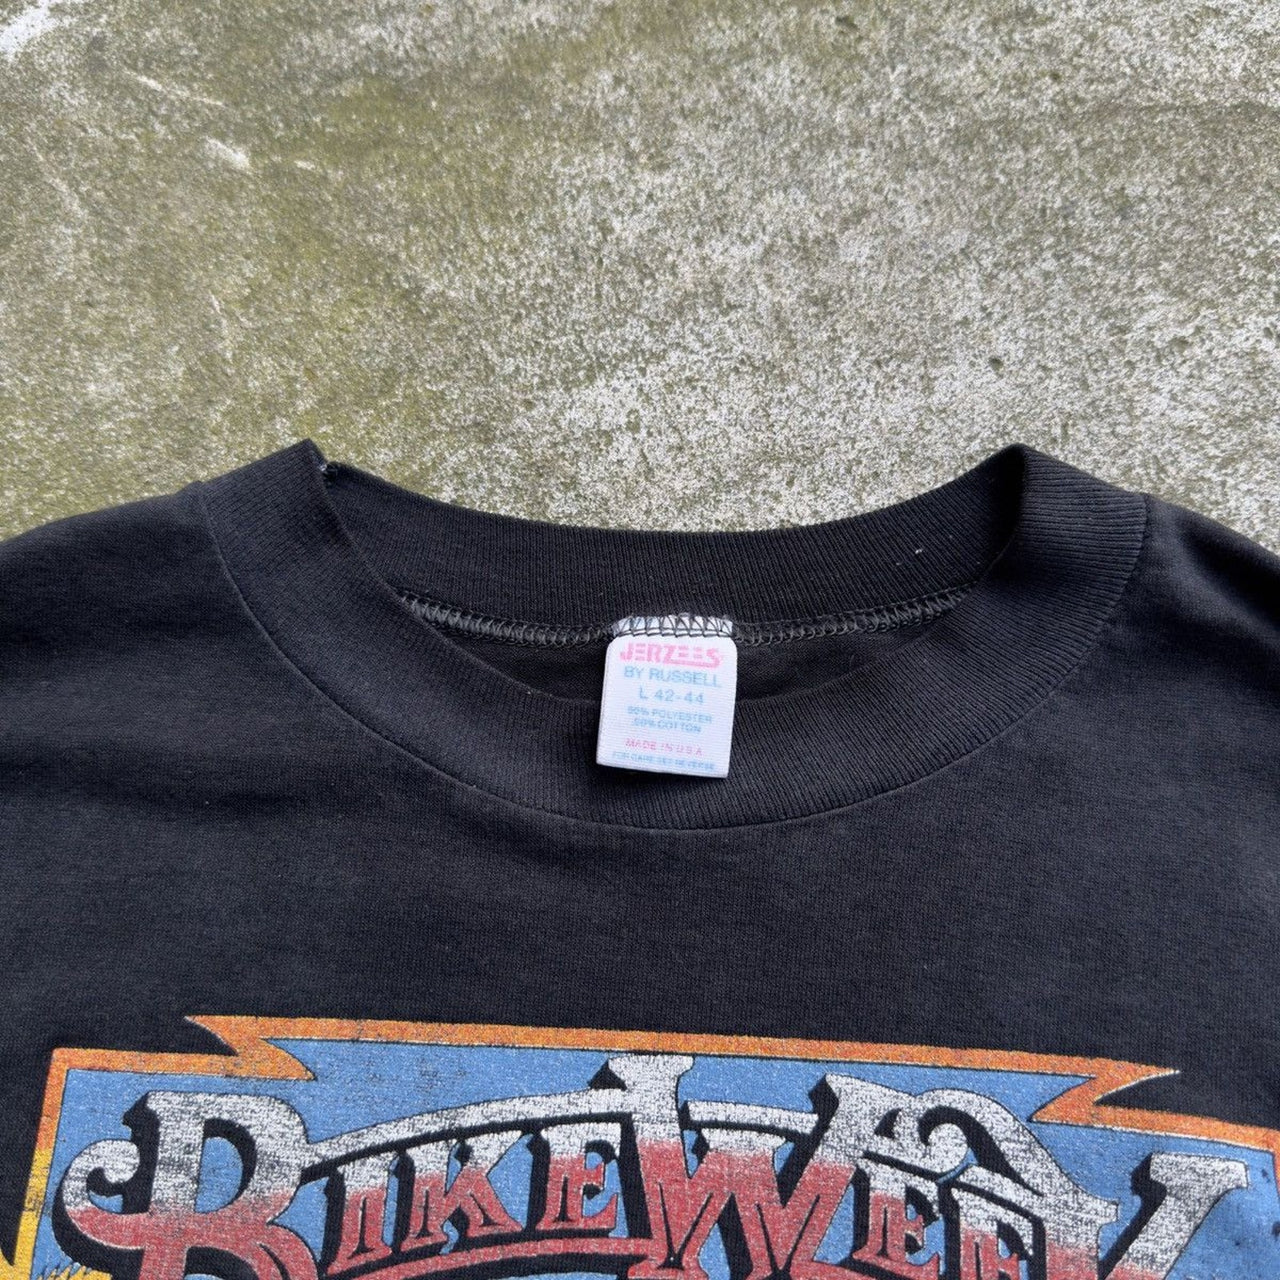 JERZEES
BY RUSSELL
L 42-44
50% POLYESTER
50% COTTON
MADE IN U S A
FOR CARE SEE REVERSE
BIKE WEEK